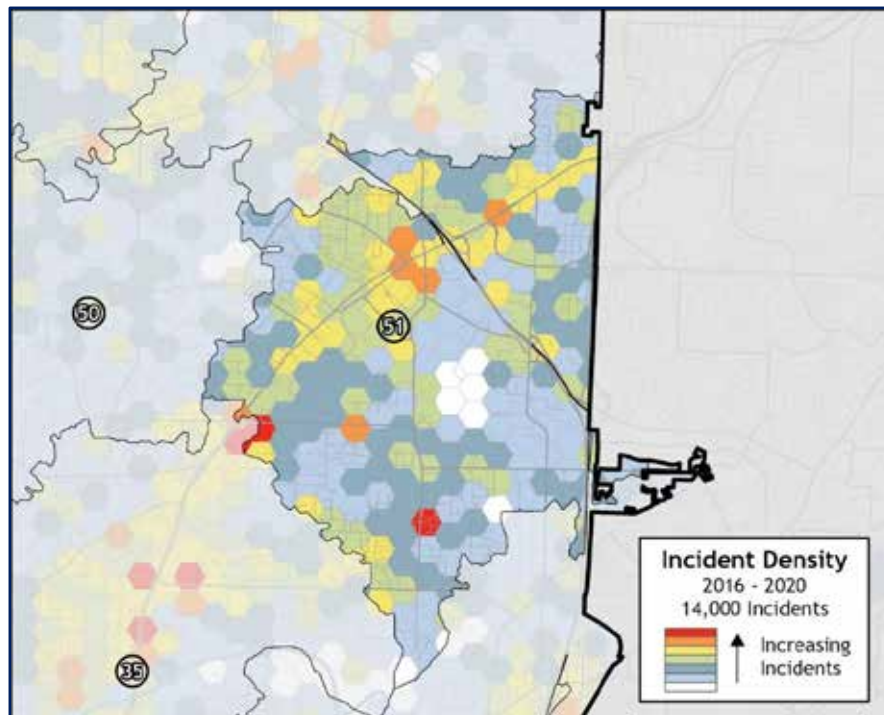 50
51
35
Incident Density
2016 - 2020
14,000 Incidents
Increasing
Incidents